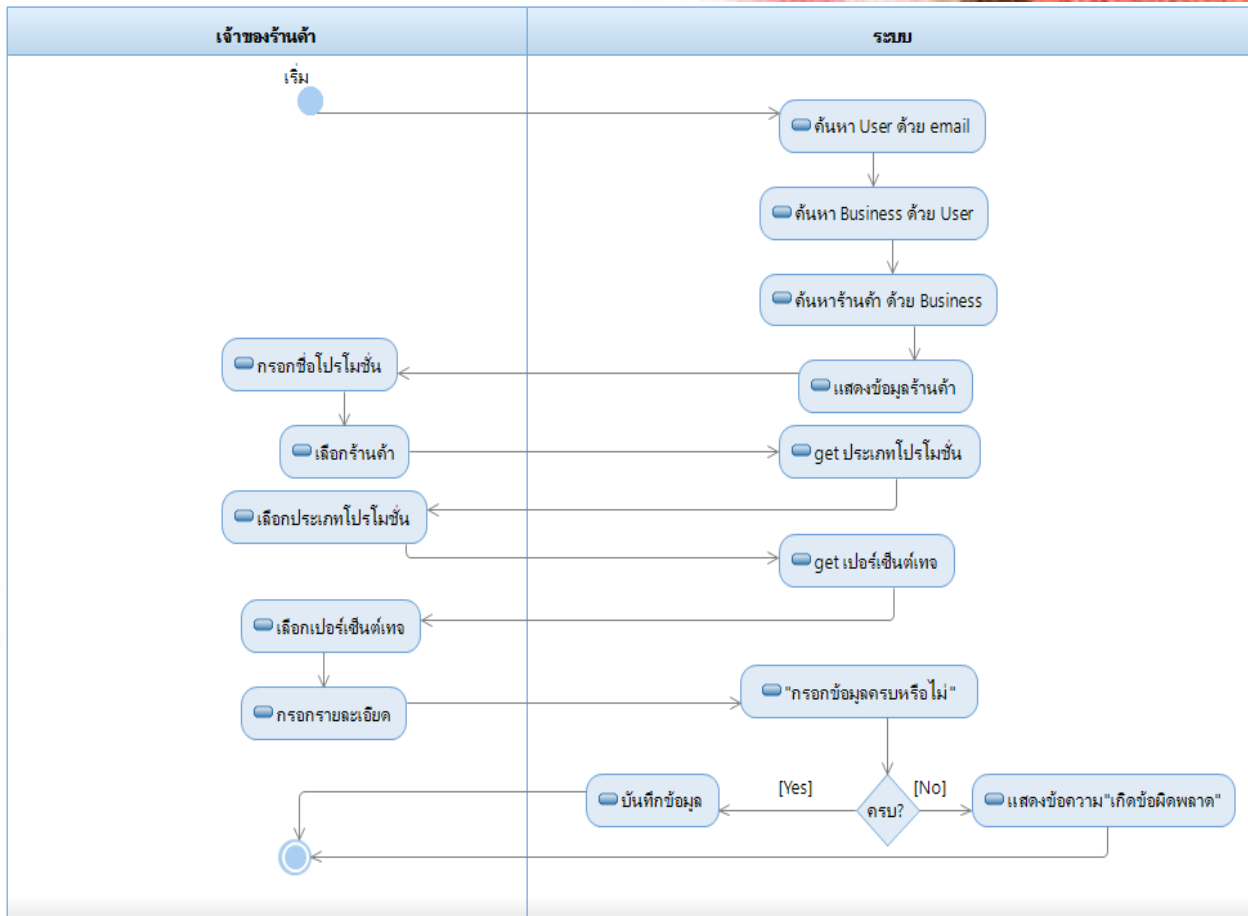 เจ้าของร้านค้า
ระบบ
เริ่ม
ค้นหา User ด้วย email
ค้นหา Business ด้วย User
ค้นหาร้านค้า ด้วย Business
กรอกชื่อโปรโมชั่น
แสดงข้อมูลร้านค้า
เลือกร้านค้า
get ประเภทโปรโมชั่น
เลือกประเภทโปรโมชั่น
get เปอร์เซ็นต์เทจ
เลือกเปอร์เซ็นต์เทจ
"กรอกข้อมูลครบหรือไม่"
กรอกรายละเอียด
[Yes]
[No]
บันทึกข้อมูล
ครบ?
แสดงข้อความ"เกิดข้อผิดพลาด"